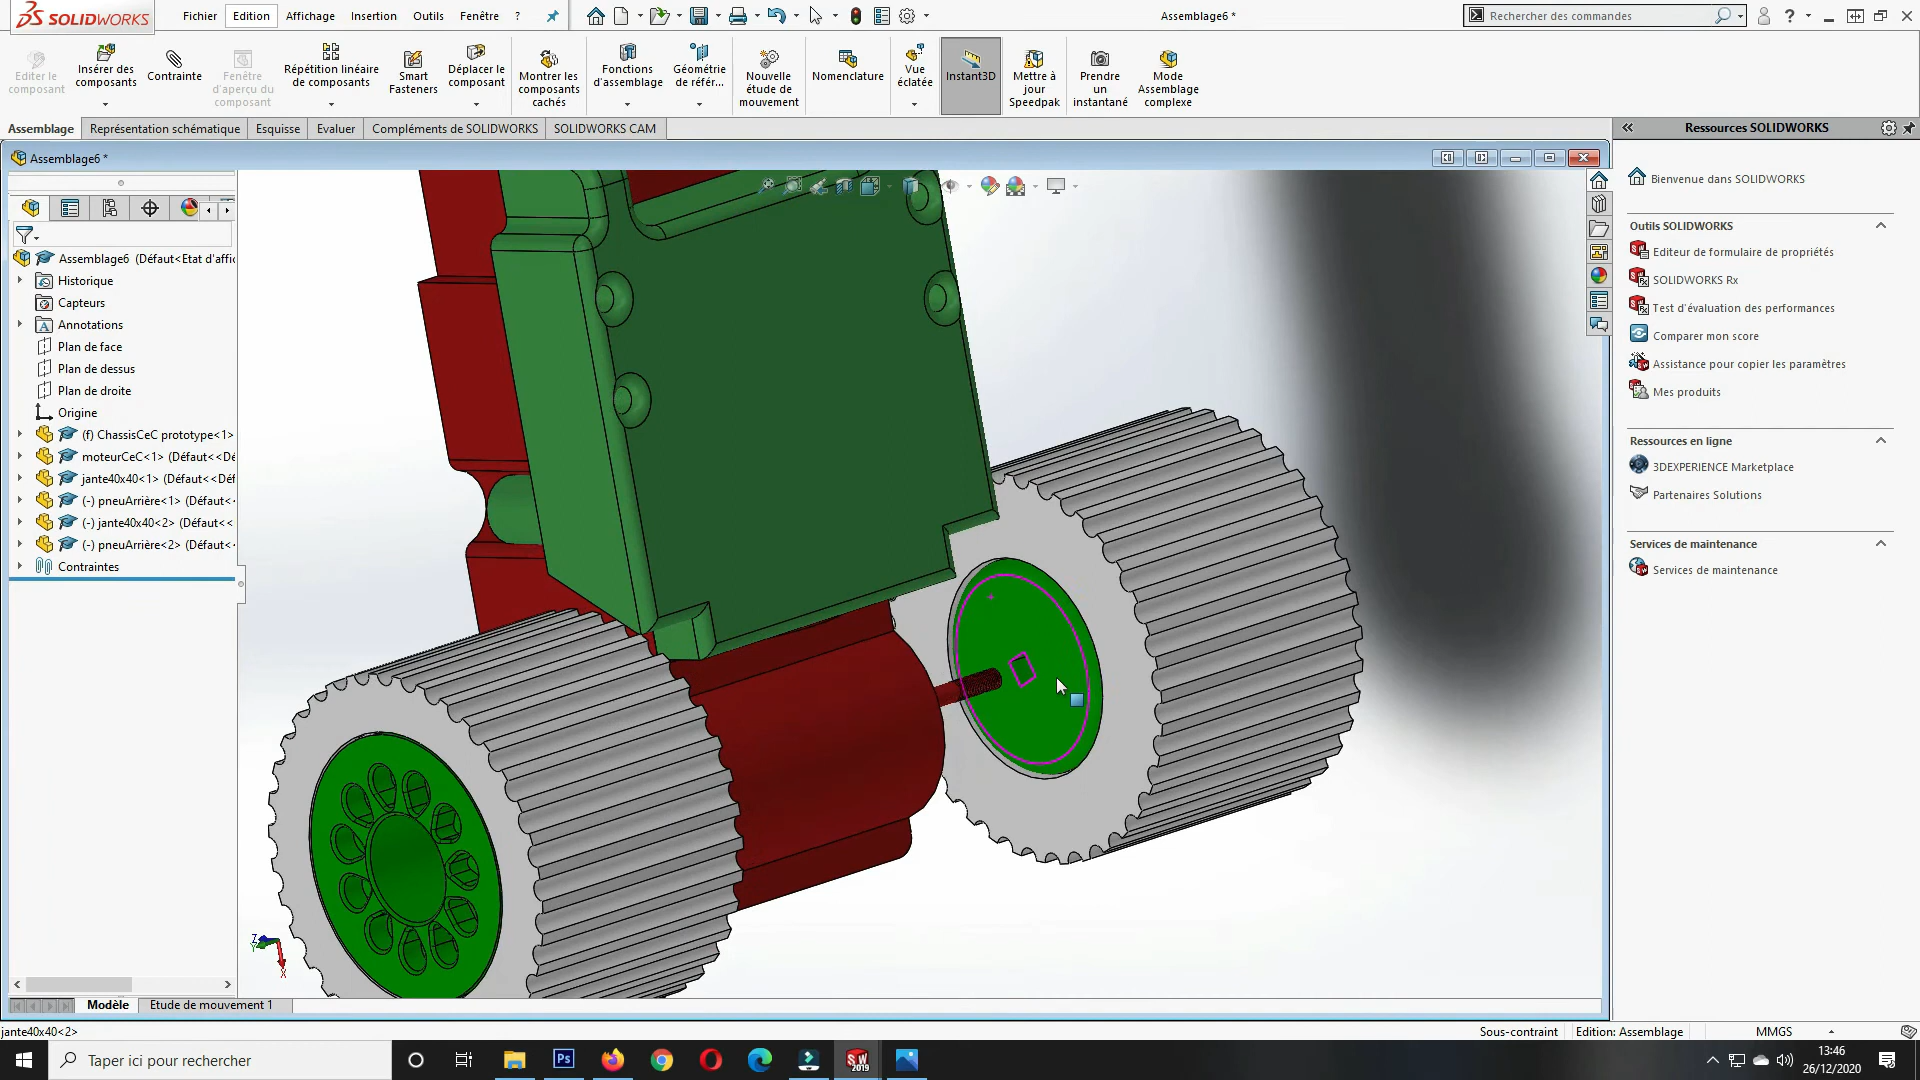 SOLIDWORKS
Fichier
Edition
Affichage
Insertion
Outils
Fenêtre
?
Assemblage6 *
Rechercher des commandes
?
Editer le
composant
Insérer des
composants
Contrainte
Fenêtre
d'aperçu du
composant
Répétition linéaire
de composants
Smart
Fasteners
Déplacer le
composant
Montrer les
composants
cachés
Fonctions
d'assemblage
Géométrie
de référ...
Nouvelle
étude de
mouvement
Nomenclature
Vue
éclatée
Instant3D
Mettre à
jour
Speedpak
Prendre
un
instantané
Mode
Assemblage
complexe
Assemblage
Représentation schématique
Esquisse
Evaluer
Compléments de SOLIDWORKS
SOLIDWORKS CAM
Assemblage6 *
Assemblage6 (Défaut<Etat d'affic
Historique
Capteurs
Annotations
Plan de face
Plan de dessus
Plan de droite
Origine
(f) ChassisCeC prototype<1>
moteurCeC<1> (Défaut<<Dé
jante40x40<1> (Défaut<<Déf
(-) pneuArrière<1> (Défaut<
(-) jante40x40<2> (Défaut<<
(-) pneuArrière<2> (Défaut<
Contraintes
Z
Y
X
Modèle
Etude de mouvement 1
Ressources SOLIDWORKS
Bienvenue dans SOLIDWORKS
Outils SOLIDWORKS
Editeur de formulaire de propriétés
SOLIDWORKS Rx
Test d'évaluation des performances
Comparer mon score
Assistance pour copier les paramètres
Mes produits
Ressources en ligne
3DEXPERIENCE Marketplace
Partenaires Solutions
Services de maintenance
Services de maintenance
jante40x40<2>
Sous-contraint
Edition: Assemblage
MMGS
Taper ici pour rechercher
Ps
SW
2019
13:46
26/12/2020